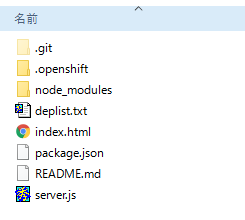 名前
.git
.openshift
node_modules
deplist.txt
index.html
package.json
README.md
server.js